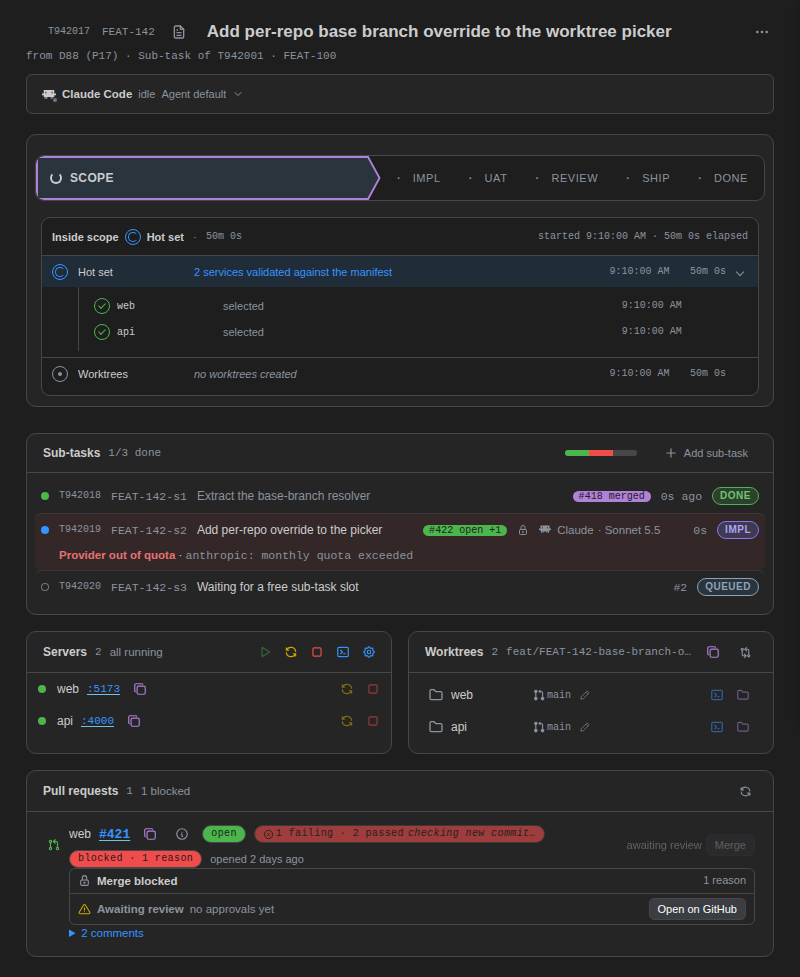 T942017 FEAT-142 Add per-repo base branch override to the worktree picker
from D88 (P17) · Sub-task of T942001 · FEAT-100
Claude Code idle Agent default
SCOPE · IMPL · UAT · REVIEW · SHIP · DONE
Inside scope Hot set · 50m 0s started 9:10:00 AM · 50m 0s elapsed
Hot set 2 services validated against the manifest 9:10:00 AM 50m 0s
web selected 9:10:00 AM
api selected 9:10:00 AM
Worktrees no worktrees created 9:10:00 AM 50m 0s
Sub-tasks 1/3 done Add sub-task
T942018 FEAT-142-s1 Extract the base-branch resolver #418 merged 0s ago DONE
T942019 FEAT-142-s2 Add per-repo override to the picker #422 open +1 Claude · Sonnet 5.5 0s IMPL
Provider out of quota · anthropic: monthly quota exceeded
T942020 FEAT-142-s3 Waiting for a free sub-task slot #2 QUEUED
Servers 2 all running
web :5173
api :4000
Worktrees 2 feat/FEAT-142-base-branch-o…
web main
api main
Pull requests 1 1 blocked
web #421 open 1 failing · 2 passed checking new commit…
blocked · 1 reason opened 2 days ago
awaiting review Merge
Merge blocked 1 reason
Awaiting review no approvals yet Open on GitHub
2 comments